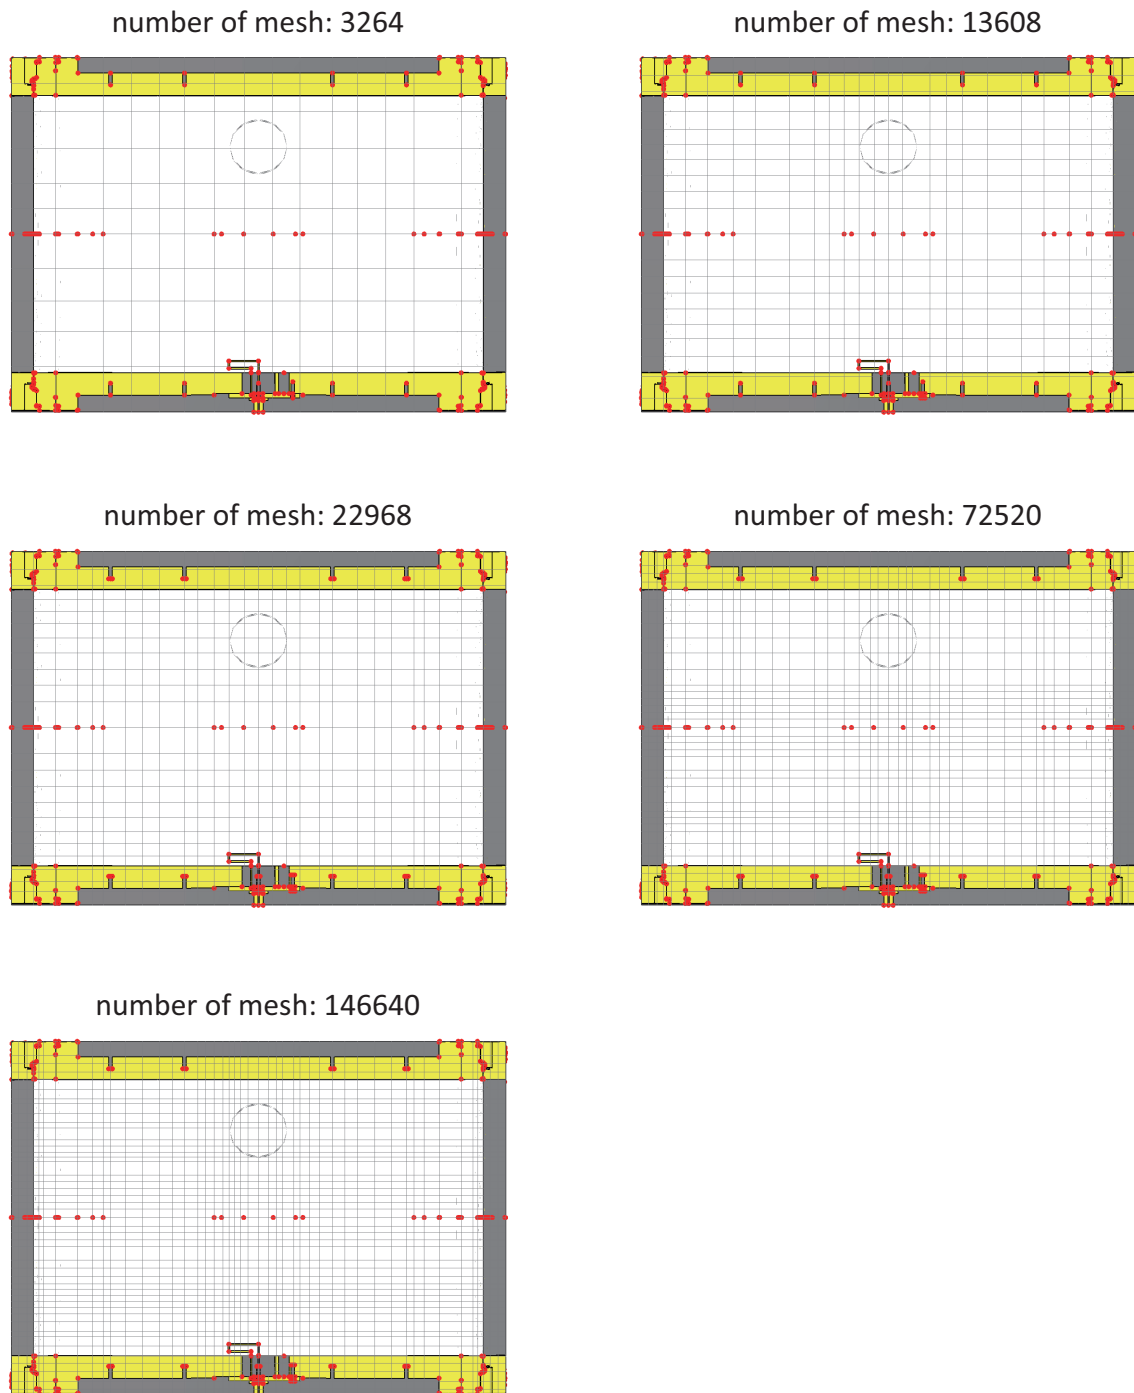 number of mesh: 3264
number of mesh: 13608
number of mesh: 22968
number of mesh: 72520
number of mesh: 146640